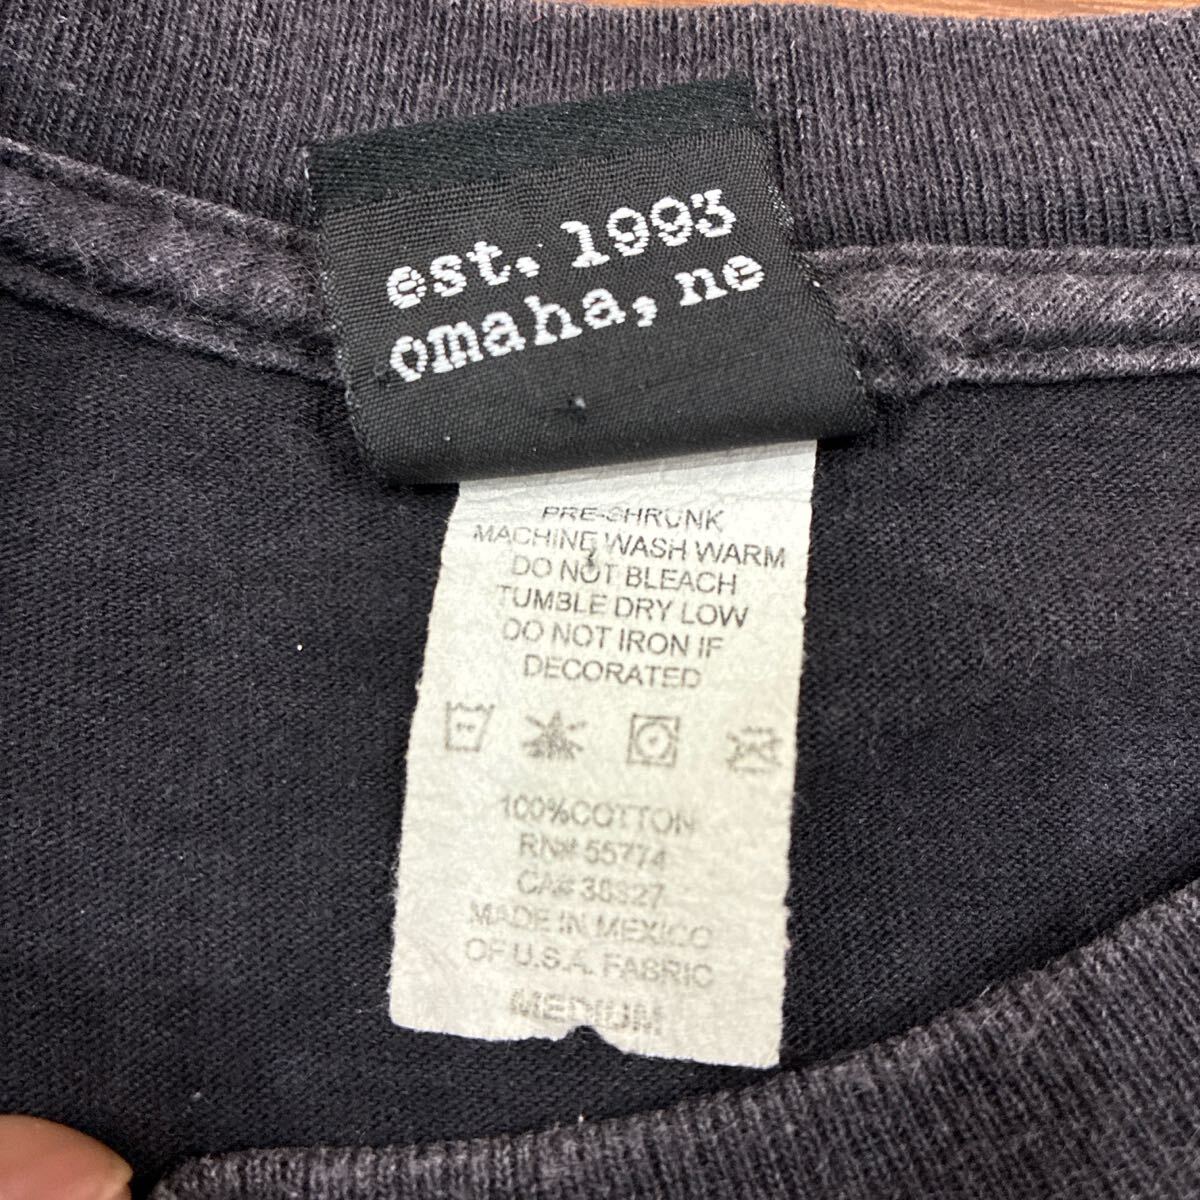 est. 1993
omaha, ne
PRE-SHRUNK
MACHINE WASH WARM
DO NOT BLEACH
TUMBLE DRY LOW
DO NOT IRON IF
DECORATED
100% COTTON
RN# 55774
CA# 38827
MADE IN MEXICO
OF U.S.A. FABRIC
MEDIUM